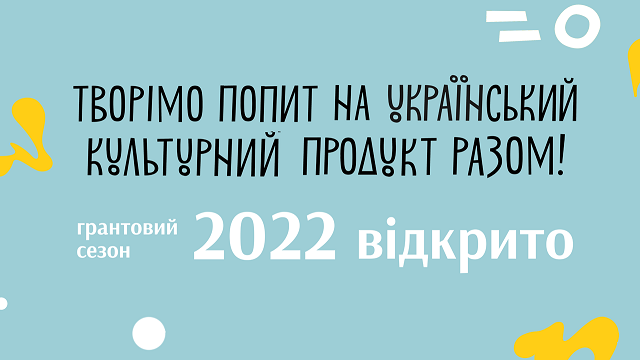 ТВОРІМО ПОПИТ НА УКРАЇНСЬКИЙ
КУЛЬТУРНИЙ ПРОДУКТ РАЗОМ!
грантовий
сезон
2022 відкрито